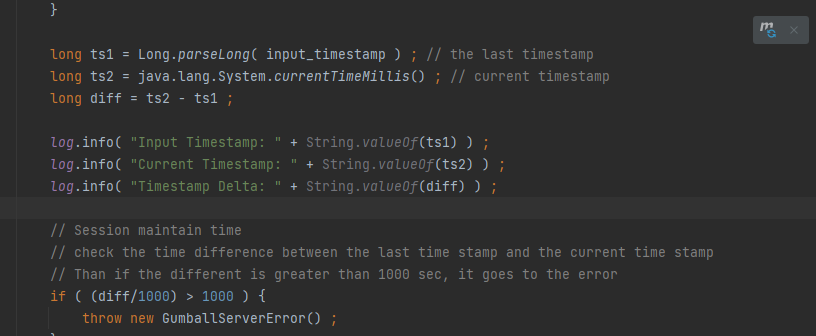 }
long ts1 = Long.parseLong( input_timestamp ) ; // the last timestamp
long ts2 = java.lang.System.currentTimeMillis() ; // current timestamp
long diff = ts2 - ts1 ;
log.info( "Input Timestamp: " + String.valueOf(ts1) ) ;
log.info( "Current Timestamp: " + String.valueOf(ts2) ) ;
log.info( "Timestamp Delta: " + String.valueOf(diff) ) ;
// Session maintain time
// check the time difference between the last time stamp and the current time stamp
// Than if the different is greater than 1000 sec, it goes to the error
if ( (diff/1000) > 1000 ) {
throw new GumballServerError() ;